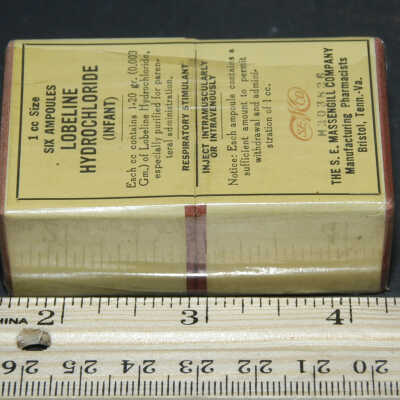 1 cc Size
SIX AMPOULES
LOBELINE
HYDROCHLORIDE
(INFANT)
Each cc contains 1-20 gr. (0.003
Gm.) of Lobeline Hydrochloride,
especially purified for paren-
teral administration.
RESPIRATORY STIMULANT
INJECT INTRAMUSCULARLY
OR INTRAVENOUSLY
Notice: Each ampoule contains a
sufficient amount to permit
withdrawal and admini-
stration of 1 cc.
THE S. E. MASSENGILL COMPANY
Manufacturing Pharmacists
Bristol, Tenn.-Va.
CHINA 2 3 4
26 25 24 23 22 21 20